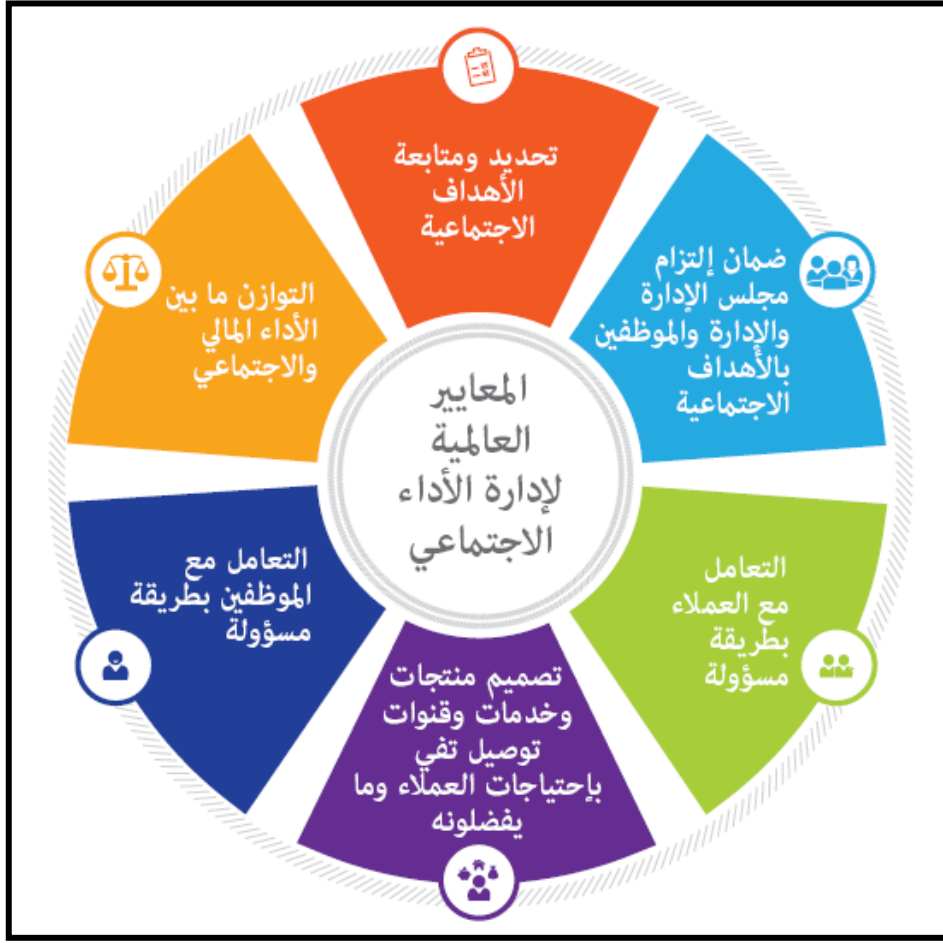 المعايير
العالمية
لإدارة الأداء
الاجتماعي
تحديد ومتابعة
الأهداف
الاجتماعية
ضمان إلتزام
مجلس الإدارة
والإدارة والموظفين
بالأهداف
الاجتماعية
التعامل
مع العملاء
بطريقة
مسؤولة
تصميم منتجات
وخدمات وقنوات
توصيل تفي
بإحتياجات العملاء وما
يفضلونه
التعامل مع
الموظفين بطريقة
مسؤولة
التوازن ما بين
الأداء المالي
والاجتماعي